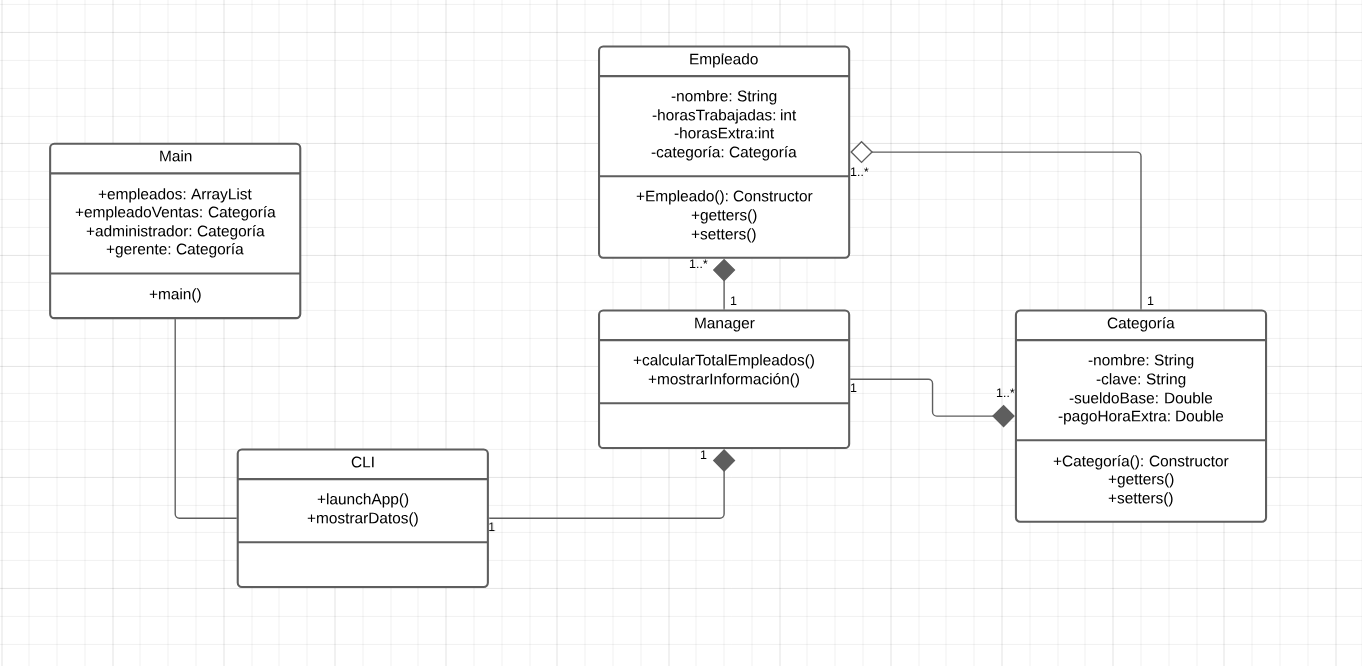 Empleado
-nombre: String
-horasTrabajadas: int
-horasExtra:int
-categoría: Categoría
+Empleado(): Constructor
+getters()
+setters()
1..*
1..*
1
Main
+empleados: ArrayList
+empleadoVentas: Categoría
+administrador: Categoría
+gerente: Categoría
+main()
Manager
+calcularTotalEmpleados()
+mostrarInformación()
1
1..*
1
1
Categoría
-nombre: String
-clave: String
-sueldoBase: Double
-pagoHoraExtra: Double
+Categoría(): Constructor
+getters()
+setters()
CLI
+launchApp()
+mostrarDatos()
1